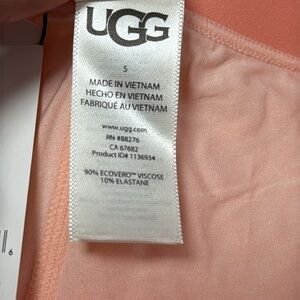 UGG
S
MADE IN VIETNAM
HECHO EN VIETNAM
FABRIQUÉ AU VIETNAM
www.ugg.com
RN #88276
CA 67682
Product ID# 1136934
90% ECOVERO™ VISCOSE
10% ELASTANE